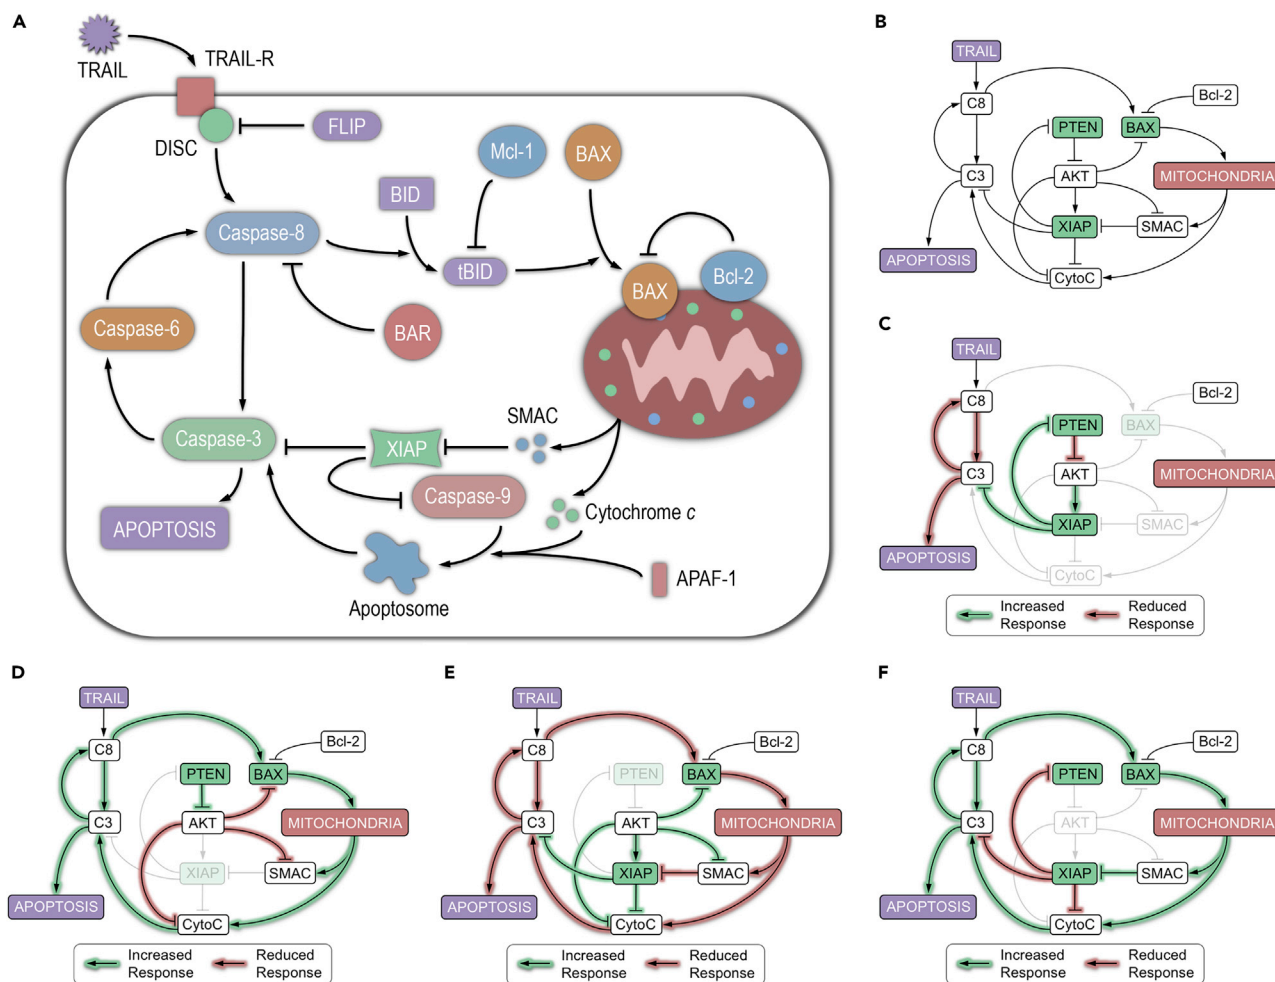 A
TRAIL
TRAIL-R
DISC
FLIP
Mcl-1
BAX
BID
Caspase-8
tBID
BAX
Bcl-2
Caspase-6
BAR
SMAC
Caspase-3
XIAP
Caspase-9
Cytochrome c
APOPTOSIS
Apoptosome
APAF-1
B
TRAIL
C8
Bcl-2
PTEN
BAX
C3
AKT
MITOCHONDRIA
XIAP
SMAC
APOPTOSIS
CytoC
C
TRAIL
C8
Bcl-2
PTEN
BAX
C3
AKT
MITOCHONDRIA
XIAP
SMAC
APOPTOSIS
CytoC
Increased
Response
Reduced
Response
D
TRAIL
C8
Bcl-2
PTEN
BAX
C3
AKT
MITOCHONDRIA
XIAP
SMAC
APOPTOSIS
CytoC
Increased
Response
Reduced
Response
E
TRAIL
C8
Bcl-2
PTEN
BAX
C3
AKT
MITOCHONDRIA
XIAP
SMAC
APOPTOSIS
CytoC
Increased
Response
Reduced
Response
F
TRAIL
C8
Bcl-2
PTEN
BAX
C3
AKT
MITOCHONDRIA
XIAP
SMAC
APOPTOSIS
CytoC
Increased
Response
Reduced
Response